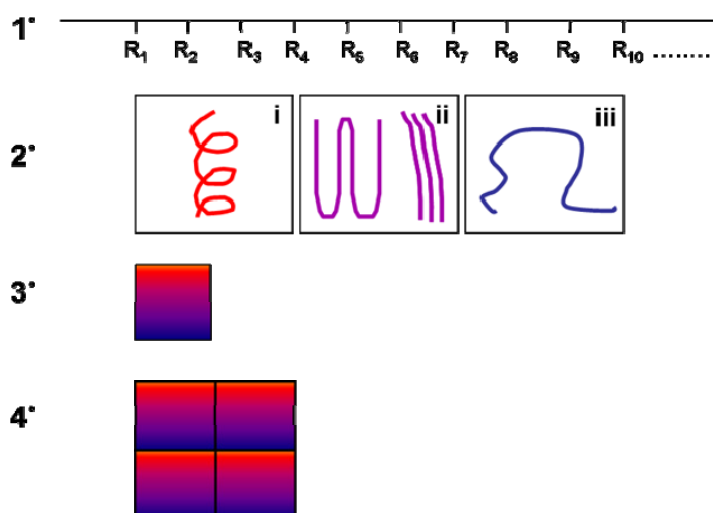 1°
R₁ R₂ R₃ R₄ R₅ R₆ R₇ R₈ R₉ R₁₀ ........
2°
i ii iii
3°
4°